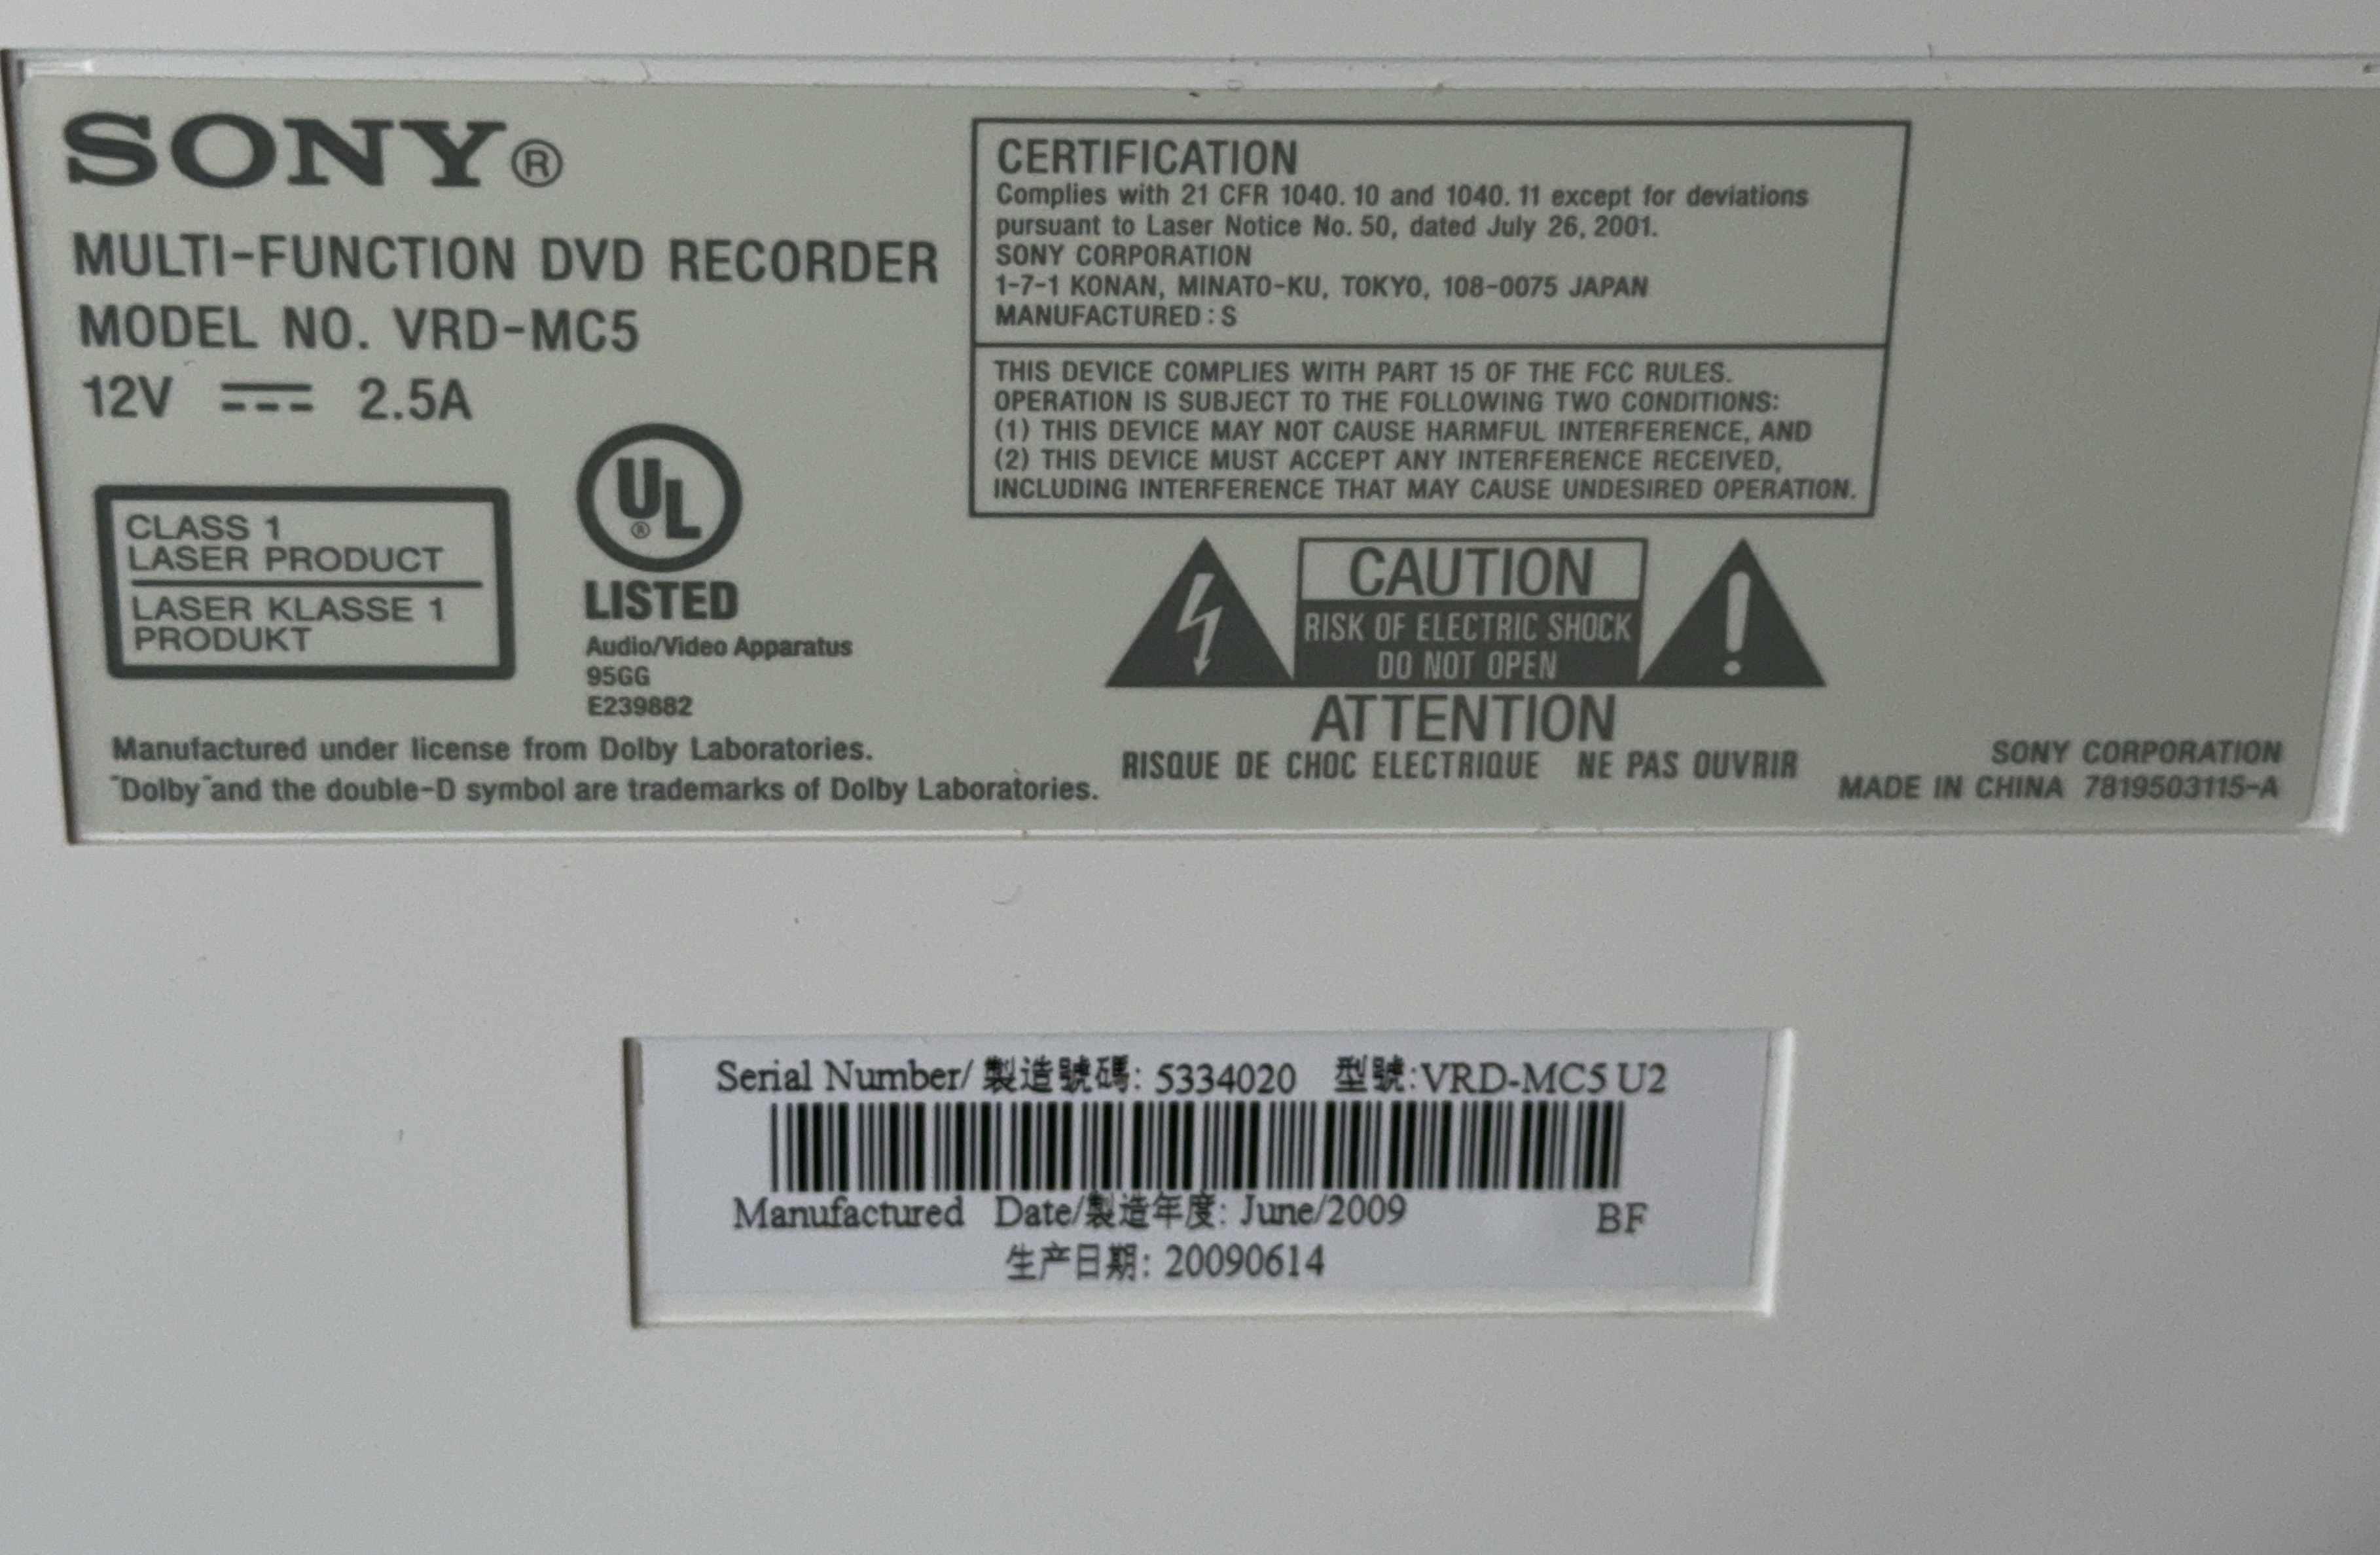 SONY®
MULTI-FUNCTION DVD RECORDER
MODEL NO. VRD-MC5
12V ⎓ 2.5A
CLASS 1
LASER PRODUCT
LASER KLASSE 1
PRODUKT
UL®
LISTED
Audio/Video Apparatus
95GG
E239882
Manufactured under license from Dolby Laboratories.
"Dolby" and the double-D symbol are trademarks of Dolby Laboratories.
CERTIFICATION
Complies with 21 CFR 1040.10 and 1040.11 except for deviations
pursuant to Laser Notice No. 50, dated July 26, 2001.
SONY CORPORATION
1-7-1 KONAN, MINATO-KU, TOKYO, 108-0075 JAPAN
MANUFACTURED : S
THIS DEVICE COMPLIES WITH PART 15 OF THE FCC RULES.
OPERATION IS SUBJECT TO THE FOLLOWING TWO CONDITIONS:
(1) THIS DEVICE MAY NOT CAUSE HARMFUL INTERFERENCE, AND
(2) THIS DEVICE MUST ACCEPT ANY INTERFERENCE RECEIVED,
INCLUDING INTERFERENCE THAT MAY CAUSE UNDESIRED OPERATION.
CAUTION
RISK OF ELECTRIC SHOCK
DO NOT OPEN
ATTENTION
RISQUE DE CHOC ELECTRIQUE NE PAS OUVRIR
SONY CORPORATION
MADE IN CHINA 7819503115-A
Serial Number/ 製造號碼: 5334020 型號:VRD-MC5 U2
Manufactured Date/製造年度: June/2009 BF
生产日期: 20090614